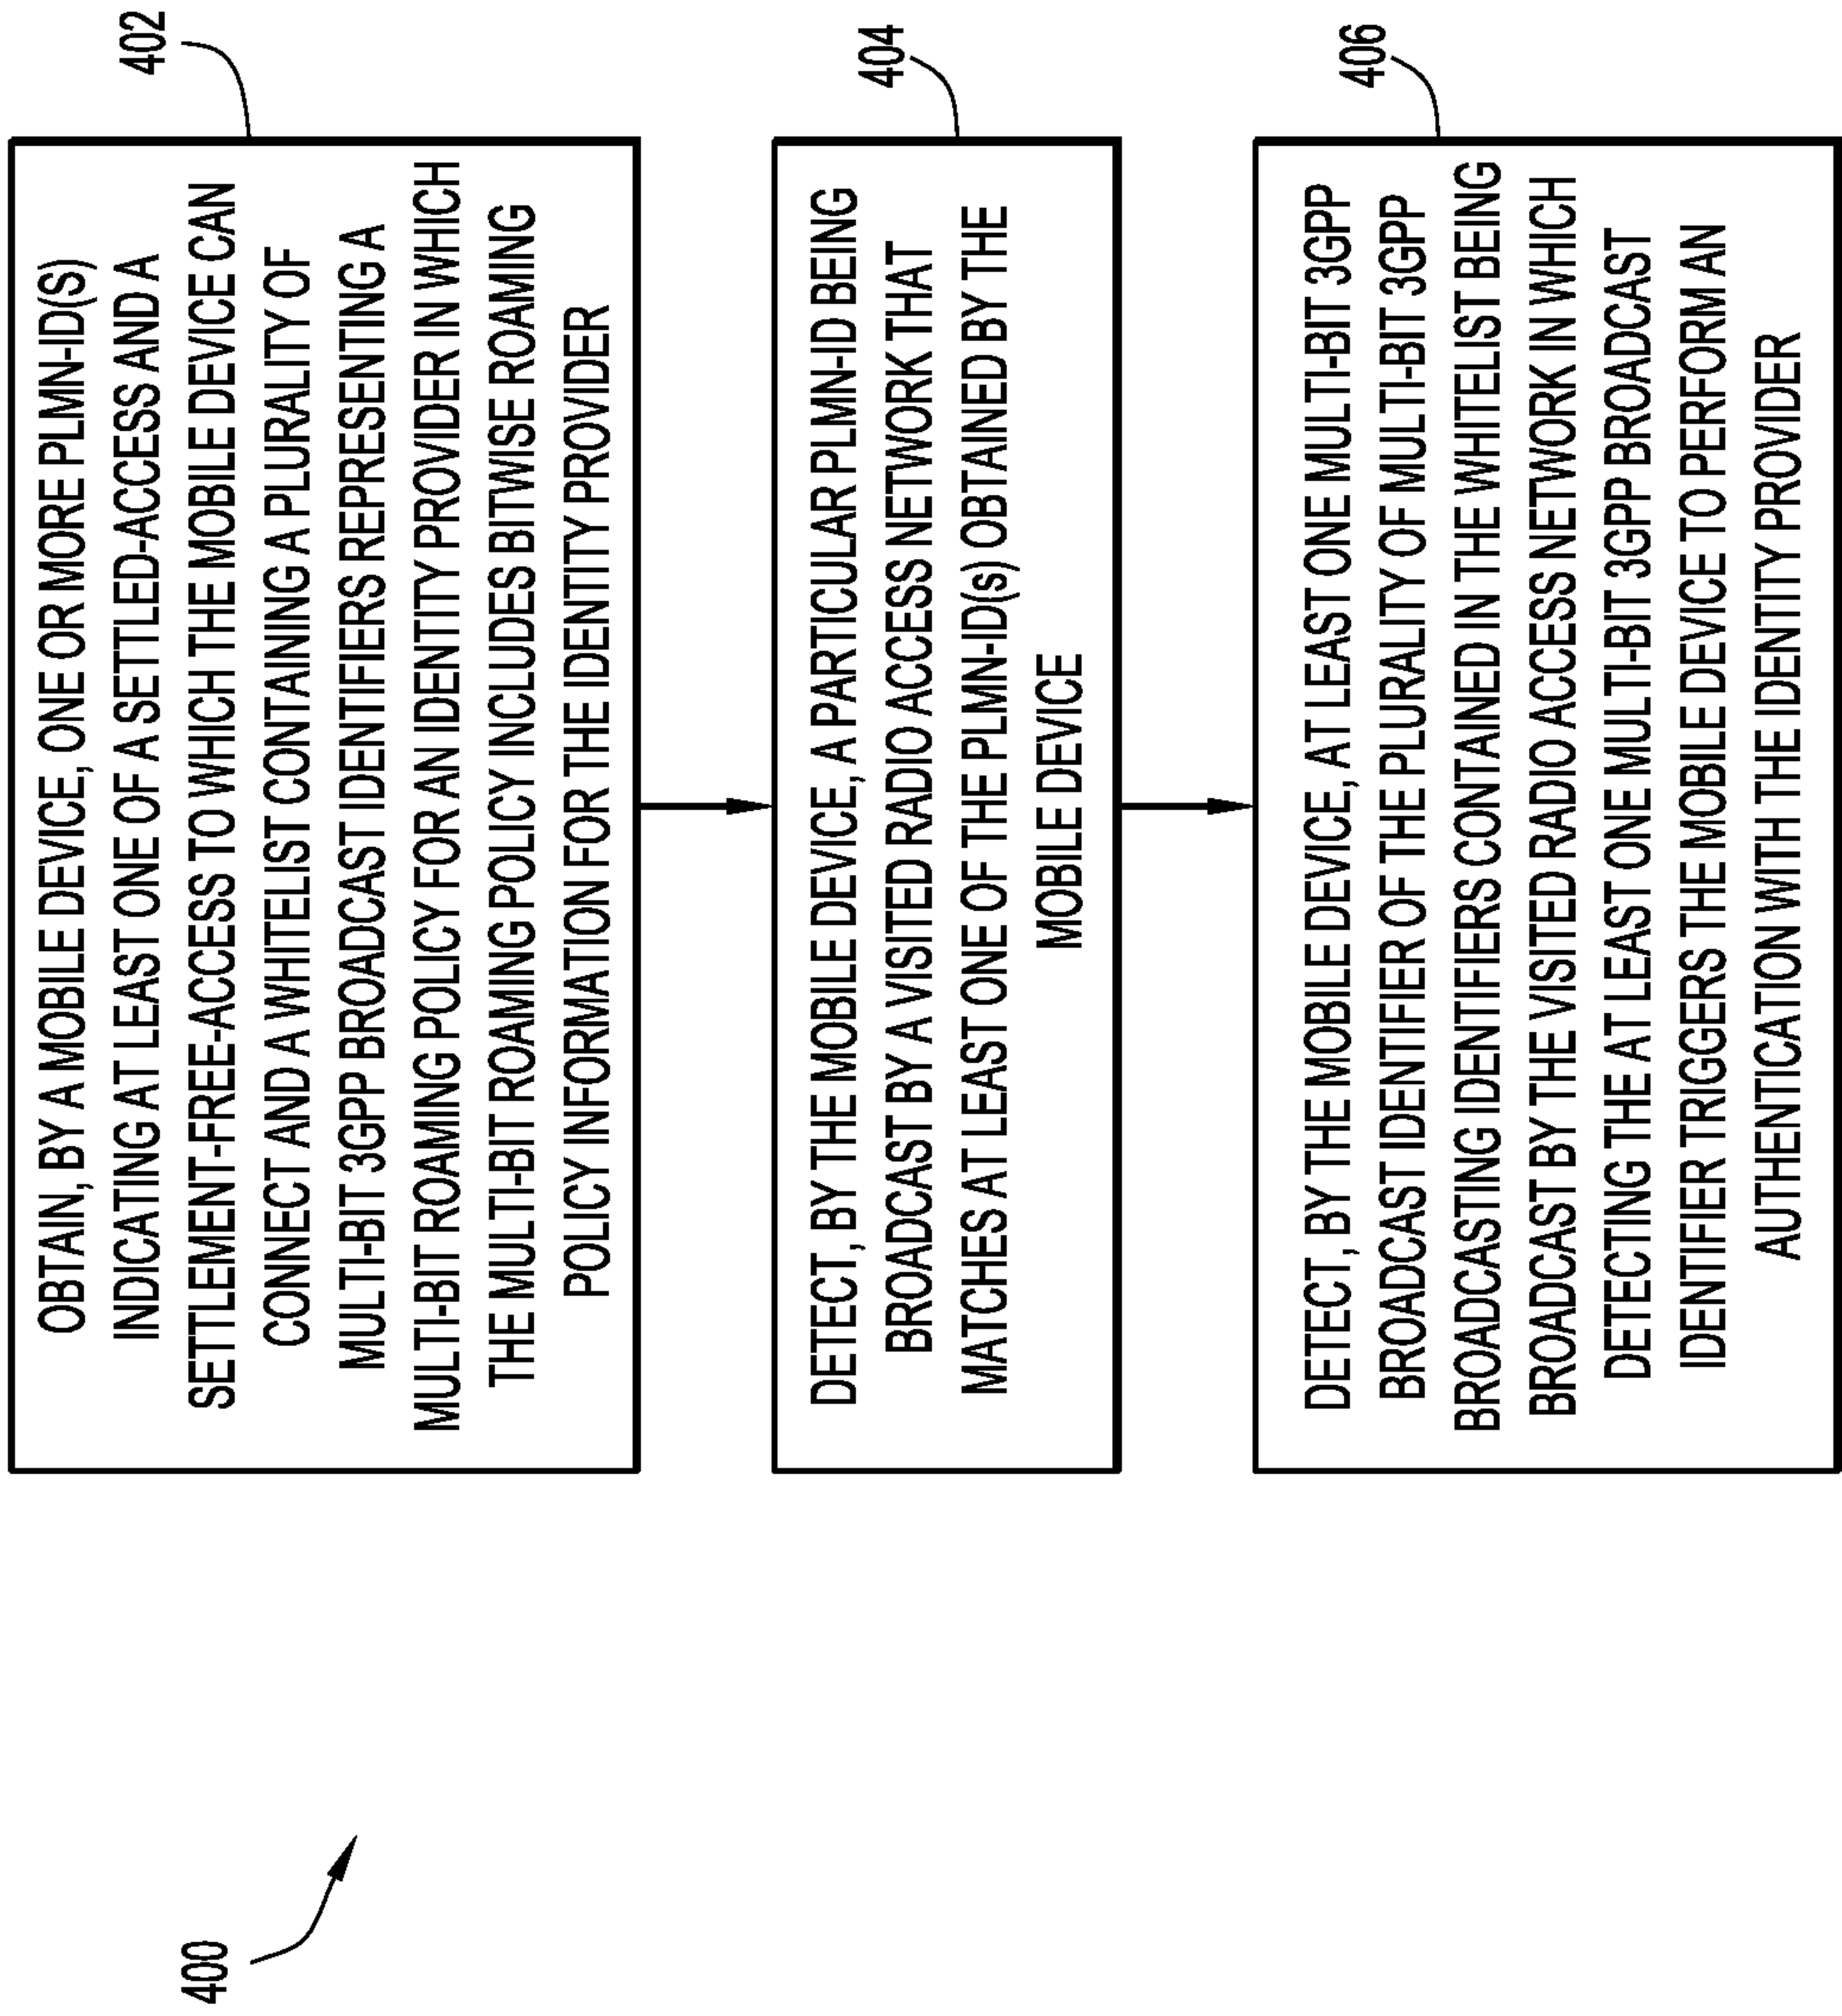 400
402
OBTAIN, BY A MOBILE DEVICE, ONE OR MORE PLMN-ID(S)
INDICATING AT LEAST ONE OF A SETTLED-ACCESS AND A
SETTLEMENT-FREE-ACCESS TO WHICH THE MOBILE DEVICE CAN
CONNECT AND A WHITELIST CONTAINING A PLURALITY OF
MULTI-BIT 3GPP BROADCAST IDENTIFIERS REPRESENTING A
MULTI-BIT ROAMING POLICY FOR AN IDENTITY PROVIDER IN WHICH
THE MULTI-BIT ROAMING POLICY INCLUDES BITWISE ROAMING
POLICY INFORMATION FOR THE IDENTITY PROVIDER
404
DETECT, BY THE MOBILE DEVICE, A PARTICULAR PLMN-ID BEING
BROADCAST BY A VISITED RADIO ACCESS NETWORK THAT
MATCHES AT LEAST ONE OF THE PLMN-ID(s) OBTAINED BY THE
MOBILE DEVICE
406
DETECT, BY THE MOBILE DEVICE, AT LEAST ONE MULTI-BIT 3GPP
BROADCAST IDENTIFIER OF THE PLURALITY OF MULTI-BIT 3GPP
BROADCASTING IDENTIFIERS CONTAINED IN THE WHITELIST BEING
BROADCAST BY THE VISITED RADIO ACCESS NETWORK IN WHICH
DETECTING THE AT LEAST ONE MULTI-BIT 3GPP BROADCAST
IDENTIFIER TRIGGERS THE MOBILE DEVICE TO PERFORM AN
AUTHENTICATION WITH THE IDENTITY PROVIDER